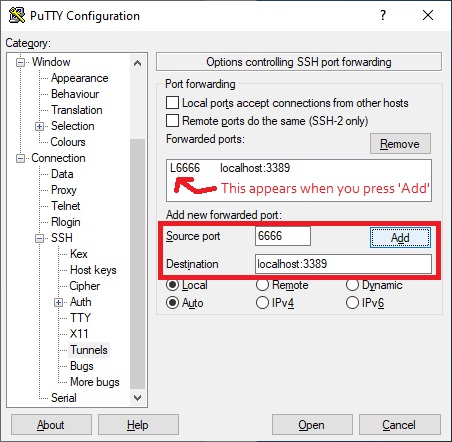 PuTTY Configuration
Category:
Window
Appearance
Behaviour
Translation
Selection
Colours
Connection
Data
Proxy
Telnet
Rlogin
SSH
Kex
Host keys
Cipher
Auth
TTY
X11
Tunnels
Bugs
More bugs
Serial
Options controlling SSH port forwarding
Port forwarding
Local ports accept connections from other hosts
Remote ports do the same (SSH-2 only)
Forwarded ports:
Remove
L6666 localhost:3389
This appears when you press 'Add'
Add new forwarded port:
Source port 6666 Add
Destination localhost:3389
Local Remote Dynamic
Auto IPv4 IPv6
About Help Open Cancel